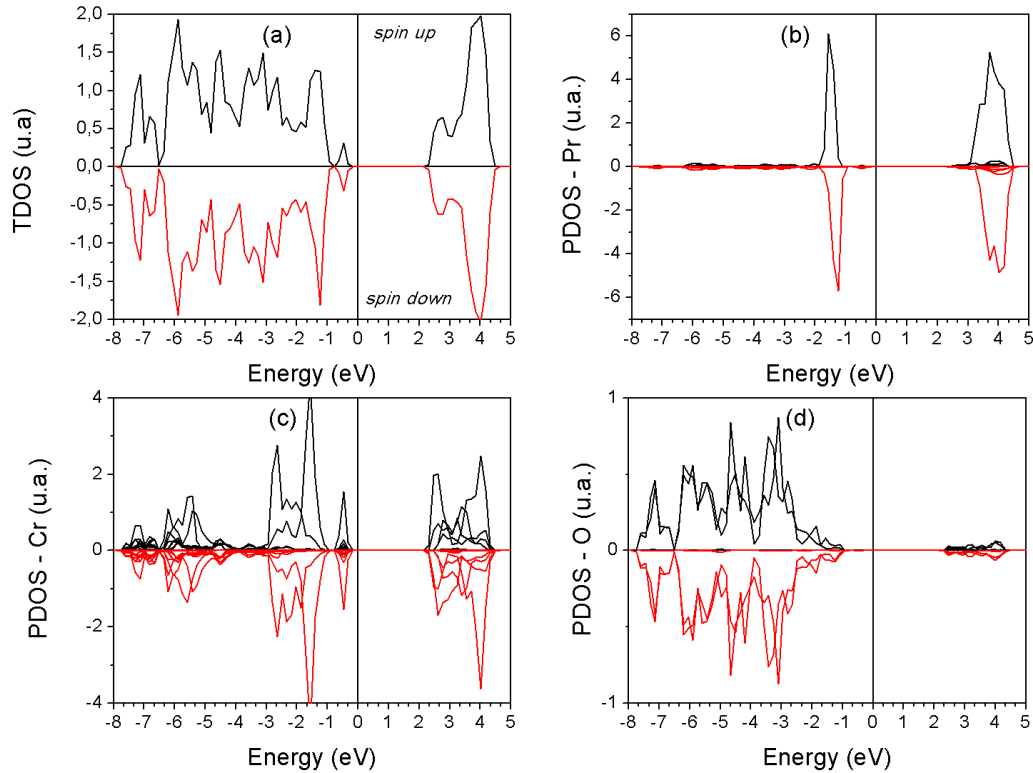 (a)
spin up
spin down
2,0
1,5
1,0
0,5
0,0
-0,5
-1,0
-1,5
-2,0
TDOS (u.a)
-8 -7 -6 -5 -4 -3 -2 -1 0 1 2 3 4 5
Energy (eV)
(b)
6
4
2
0
-2
-4
-6
PDOS - Pr (u.a.)
-8 -7 -6 -5 -4 -3 -2 -1 0 1 2 3 4 5
Energy (eV)
(c)
4
2
0
-2
-4
PDOS - Cr (u.a.)
-8 -7 -6 -5 -4 -3 -2 -1 0 1 2 3 4 5
Energy (eV)
(d)
1
0
-1
PDOS - O (u.a.)
-8 -7 -6 -5 -4 -3 -2 -1 0 1 2 3 4 5
Energy (eV)